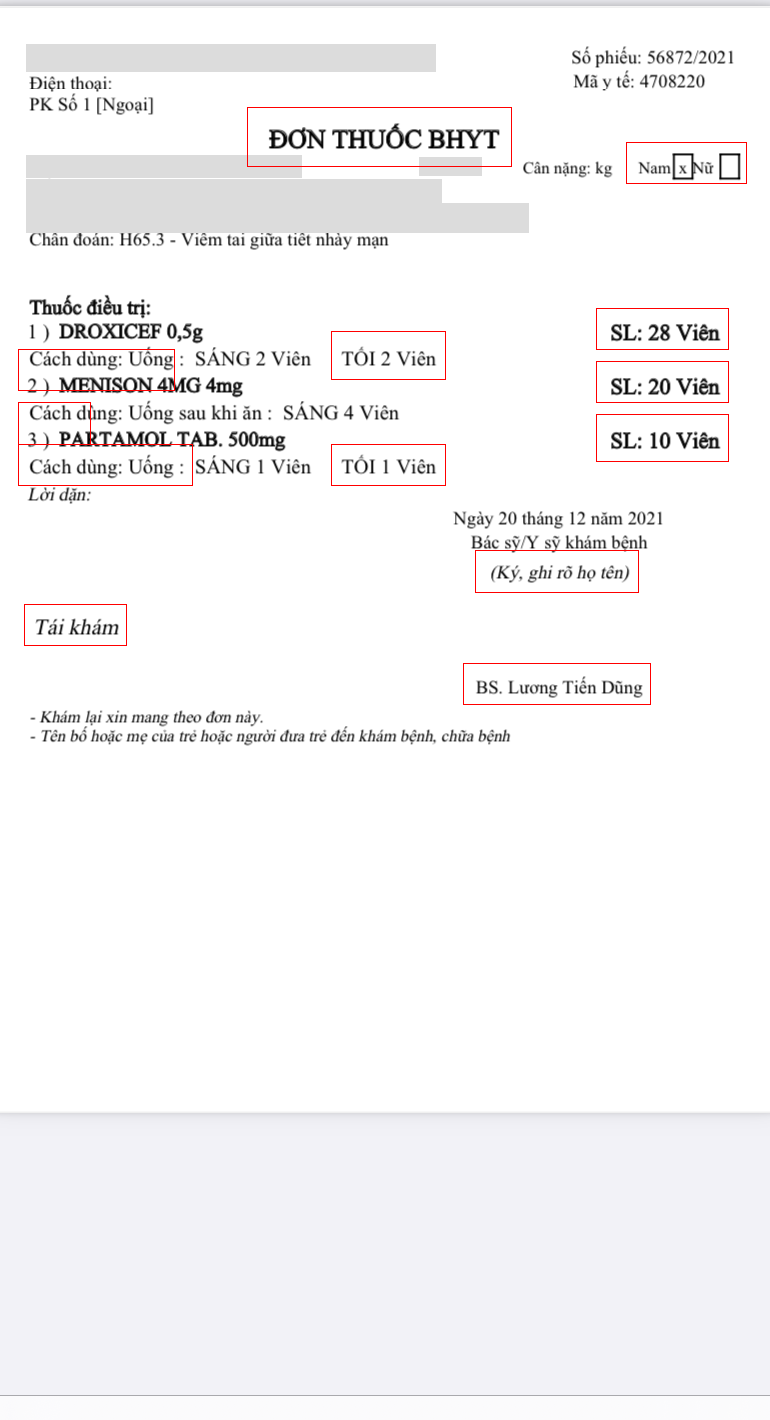 Số phiếu: 56872/2021
Điện thoại:
Mã y tế: 4708220
PK Số 1 [Ngoại]
ĐƠN THUỐC BHYT
Cân nặng: kg Nam x Nữ
Chẩn đoán: H65.3 - Viêm tai giữa tiết nhày mạn
Thuốc điều trị:
1 ) DROXICEF 0,5g SL: 28 Viên
Cách dùng: Uống : SÁNG 2 Viên TỐI 2 Viên
2 ) MENISON 4MG 4mg SL: 20 Viên
Cách dùng: Uống sau khi ăn : SÁNG 4 Viên
3 ) PARTAMOL TAB. 500mg SL: 10 Viên
Cách dùng: Uống : SÁNG 1 Viên TỐI 1 Viên
Lời dặn:
Ngày 20 tháng 12 năm 2021
Bác sỹ/Y sỹ khám bệnh
(Ký, ghi rõ họ tên)
Tái khám
BS. Lương Tiến Dũng
- Khám lại xin mang theo đơn này.
- Tên bố hoặc mẹ của trẻ hoặc người đưa trẻ đến khám bệnh, chữa bệnh